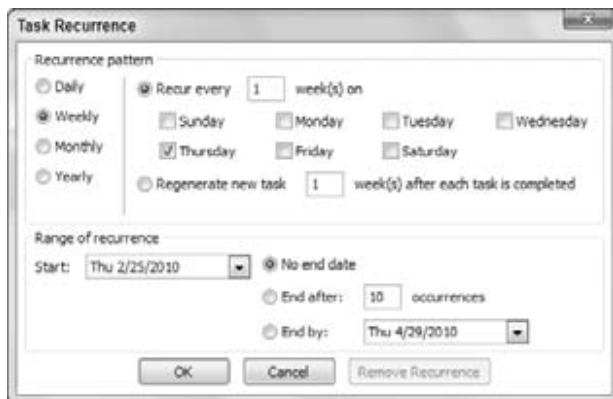 Task Recurrence
Recurrence pattern
Daily
Weekly
Monthly
Yearly
Recur every 1 week(s) on
Sunday Monday Tuesday Wednesday
Thursday Friday Saturday
Regenerate new task 1 week(s) after each task is completed
Range of recurrence
Start: Thu 2/25/2010
No end date
End after: 10 occurrences
End by: Thu 4/29/2010
OK Cancel Remove Recurrence